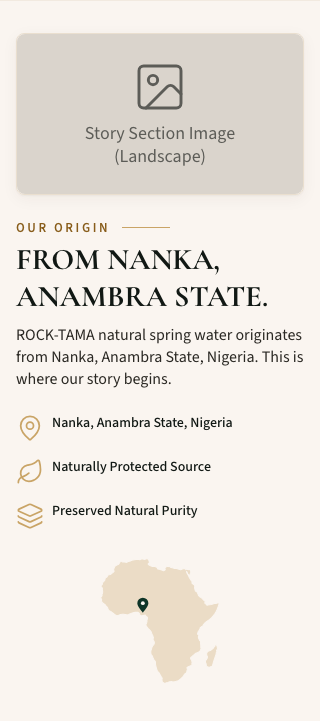 Story Section Image
(Landscape)
OUR ORIGIN
FROM NANKA,
ANAMBRA STATE.
ROCK-TAMA natural spring water originates
from Nanka, Anambra State, Nigeria. This is
where our story begins.
Nanka, Anambra State, Nigeria
Naturally Protected Source
Preserved Natural Purity